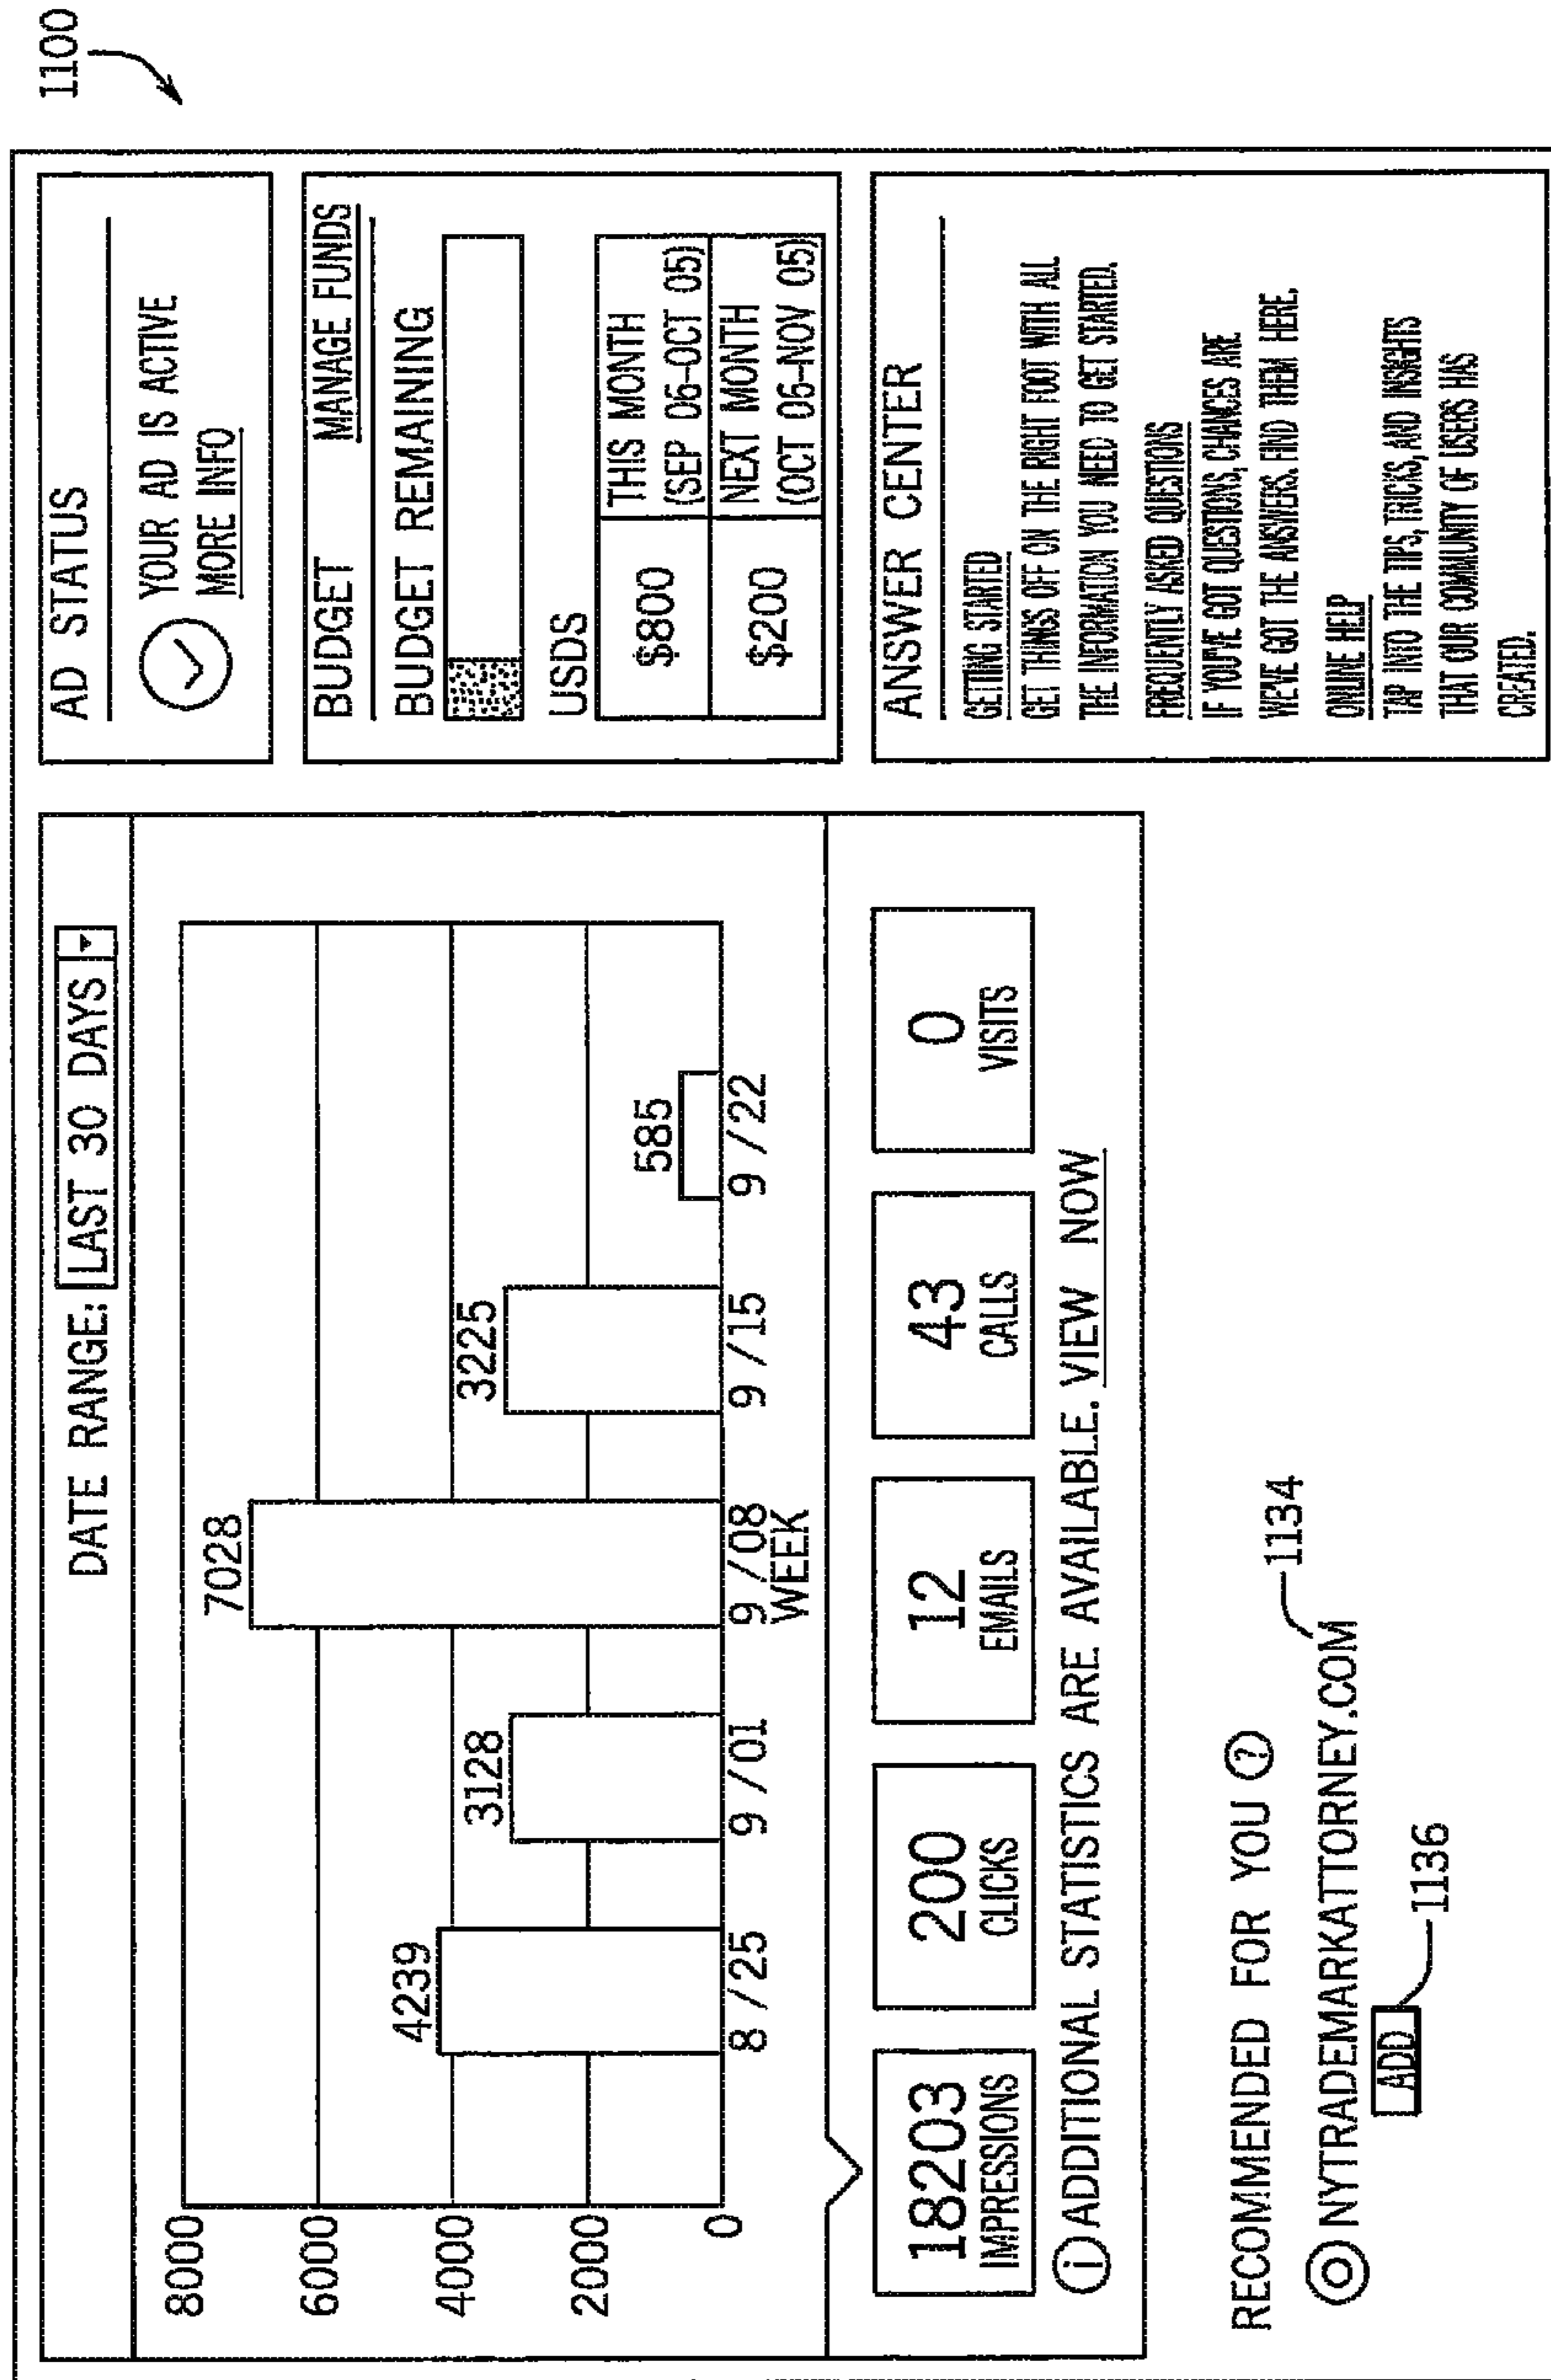 1100
DATE RANGE: LAST 30 DAYS
8000
6000
4000
2000
0
4239
3128
7028
3225
585
8 /25
9 /01
9 /08
9 /15
9 /22
WEEK
18203
IMPRESSIONS
200
CLICKS
12
EMAILS
43
CALLS
0
VISITS
i ADDITIONAL STATISTICS ARE AVAILABLE. VIEW NOW
RECOMMENDED FOR YOU ?
NYTRADEMARKATTORNEY.COM
1134
ADD
1136
AD STATUS
YOUR AD IS ACTIVE
MORE INFO
BUDGET MANAGE FUNDS
BUDGET REMAINING
USDS
$800 THIS MONTH
(SEP 06-OCT 05)
$200 NEXT MONTH
(OCT 06-NOV 05)
ANSWER CENTER
GETTING STARTED
GET THINGS OFF ON THE RIGHT FOOT WITH ALL
THE INFORMATION YOU NEED TO GET STARTED.
FREQUENTLY ASKED QUESTIONS
IF YOU'VE GOT QUESTIONS, CHANCES ARE
WE'VE GOT THE ANSWERS. FIND THEM HERE.
ONLINE HELP
TAP INTO THE TIPS, TRICKS, AND INSIGHTS
THAT OUR COMMUNITY OF USERS HAS
CREATED.